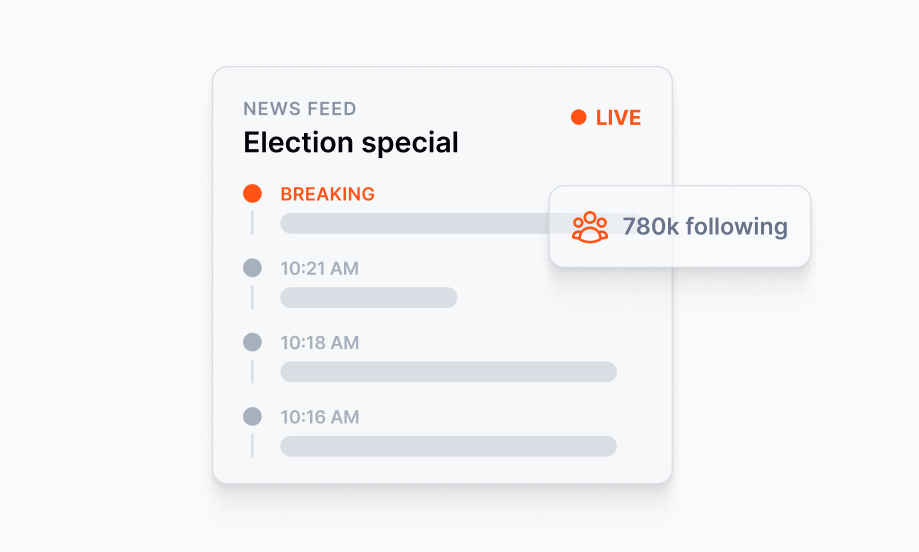 NEWS FEED
LIVE
Election special
BREAKING
780k following
10:21 AM
10:18 AM
10:16 AM